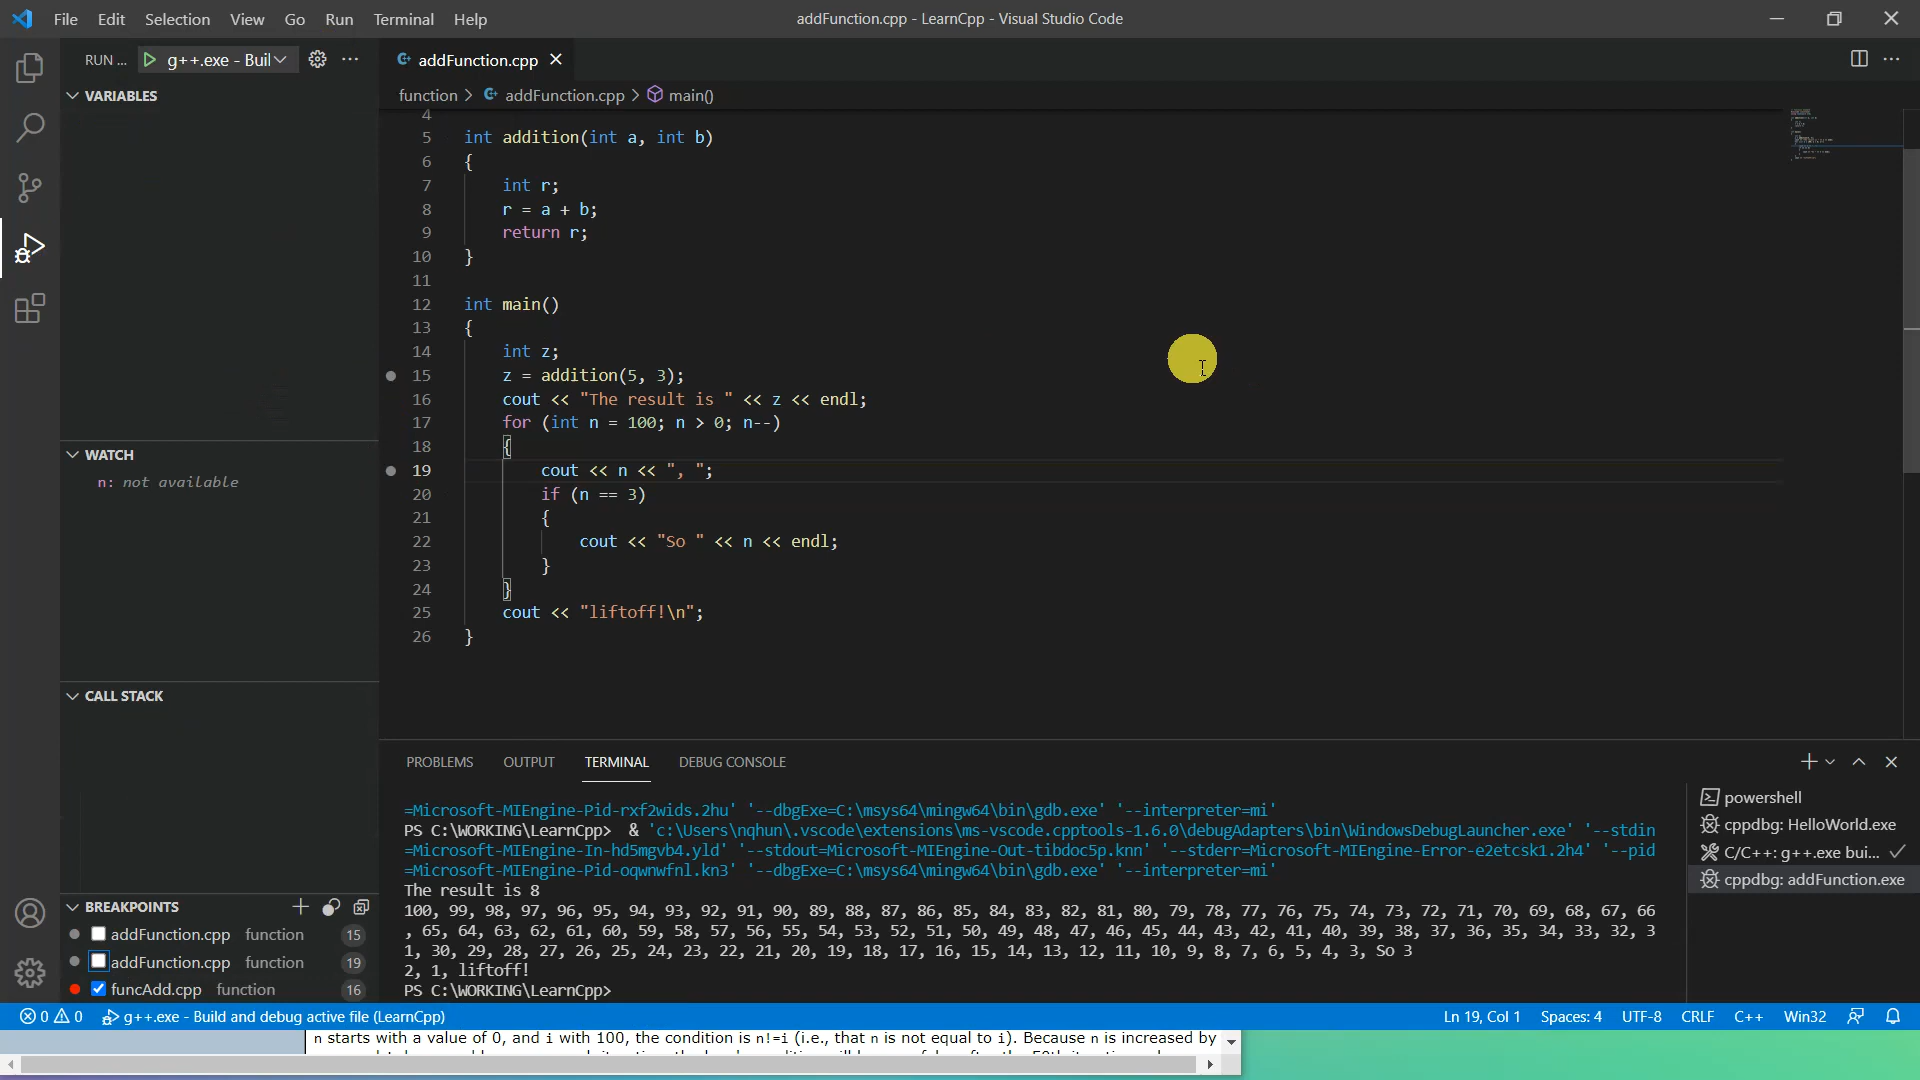 File Edit Selection View Go Run Terminal Help
addFunction.cpp - LearnCpp - Visual Studio Code
RUN ... g++.exe - Buil
addFunction.cpp
function > addFunction.cpp > main()
VARIABLES
WATCH
n: not available
CALL STACK
BREAKPOINTS
addFunction.cpp function 15
addFunction.cpp function 19
funcAdd.cpp function 16
4
5 int addition(int a, int b)
6 {
7 int r;
8 r = a + b;
9 return r;
10 }
11
12 int main()
13 {
14 int z;
15 z = addition(5, 3);
16 cout << "The result is " << z << endl;
17 for (int n = 100; n > 0; n--)
18 {
19 cout << n << ", ";
20 if (n == 3)
21 {
22 cout << "So " << n << endl;
23 }
24 }
25 cout << "liftoff!\n";
26 }
PROBLEMS OUTPUT TERMINAL DEBUG CONSOLE
=Microsoft-MIEngine-Pid-rxf2wids.2hu' '--dbgExe=C:\msys64\mingw64\bin\gdb.exe' '--interpreter=mi'
PS C:\WORKING\LearnCpp> & 'c:\Users\nqhun\.vscode\extensions\ms-vscode.cpptools-1.6.0\debugAdapters\bin\WindowsDebugLauncher.exe' '--stdin
=Microsoft-MIEngine-In-hd5mgvb4.yld' '--stdout=Microsoft-MIEngine-Out-tibdoc5p.knn' '--stderr=Microsoft-MIEngine-Error-e2etcsk1.2h4' '--pid
=Microsoft-MIEngine-Pid-oqwnwfnl.kn3' '--dbgExe=C:\msys64\mingw64\bin\gdb.exe' '--interpreter=mi'
The result is 8
100, 99, 98, 97, 96, 95, 94, 93, 92, 91, 90, 89, 88, 87, 86, 85, 84, 83, 82, 81, 80, 79, 78, 77, 76, 75, 74, 73, 72, 71, 70, 69, 68, 67, 66
, 65, 64, 63, 62, 61, 60, 59, 58, 57, 56, 55, 54, 53, 52, 51, 50, 49, 48, 47, 46, 45, 44, 43, 42, 41, 40, 39, 38, 37, 36, 35, 34, 33, 32, 3
1, 30, 29, 28, 27, 26, 25, 24, 23, 22, 21, 20, 19, 18, 17, 16, 15, 14, 13, 12, 11, 10, 9, 8, 7, 6, 5, 4, 3, So 3
2, 1, liftoff!
PS C:\WORKING\LearnCpp>
powershell
cppdbg: HelloWorld.exe
C/C++: g++.exe bui...
cppdbg: addFunction.exe
0 0 g++.exe - Build and debug active file (LearnCpp)
Ln 19, Col 1 Spaces: 4 UTF-8 CRLF C++ Win32
n starts with a value of 0, and i with 100, the condition is n!=i (i.e., that n is not equal to i). Because n is increased by